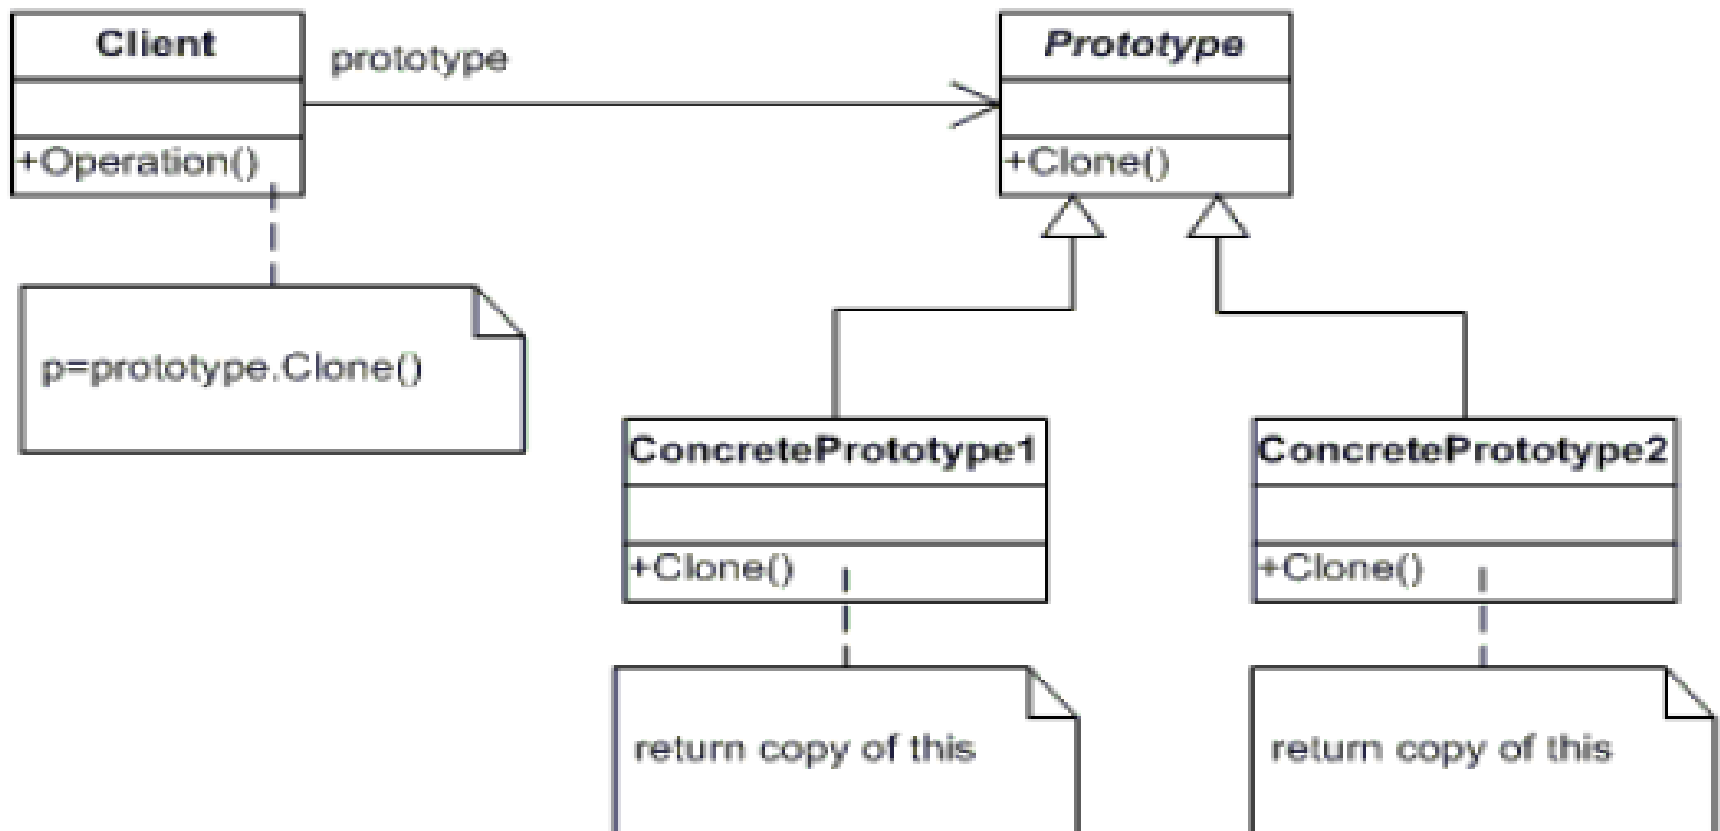 Client
prototype
Prototype
+Operation()
+Clone()
p=prototype.Clone()
ConcretePrototype1
ConcretePrototype2
+Clone()
+Clone()
return copy of this
return copy of this